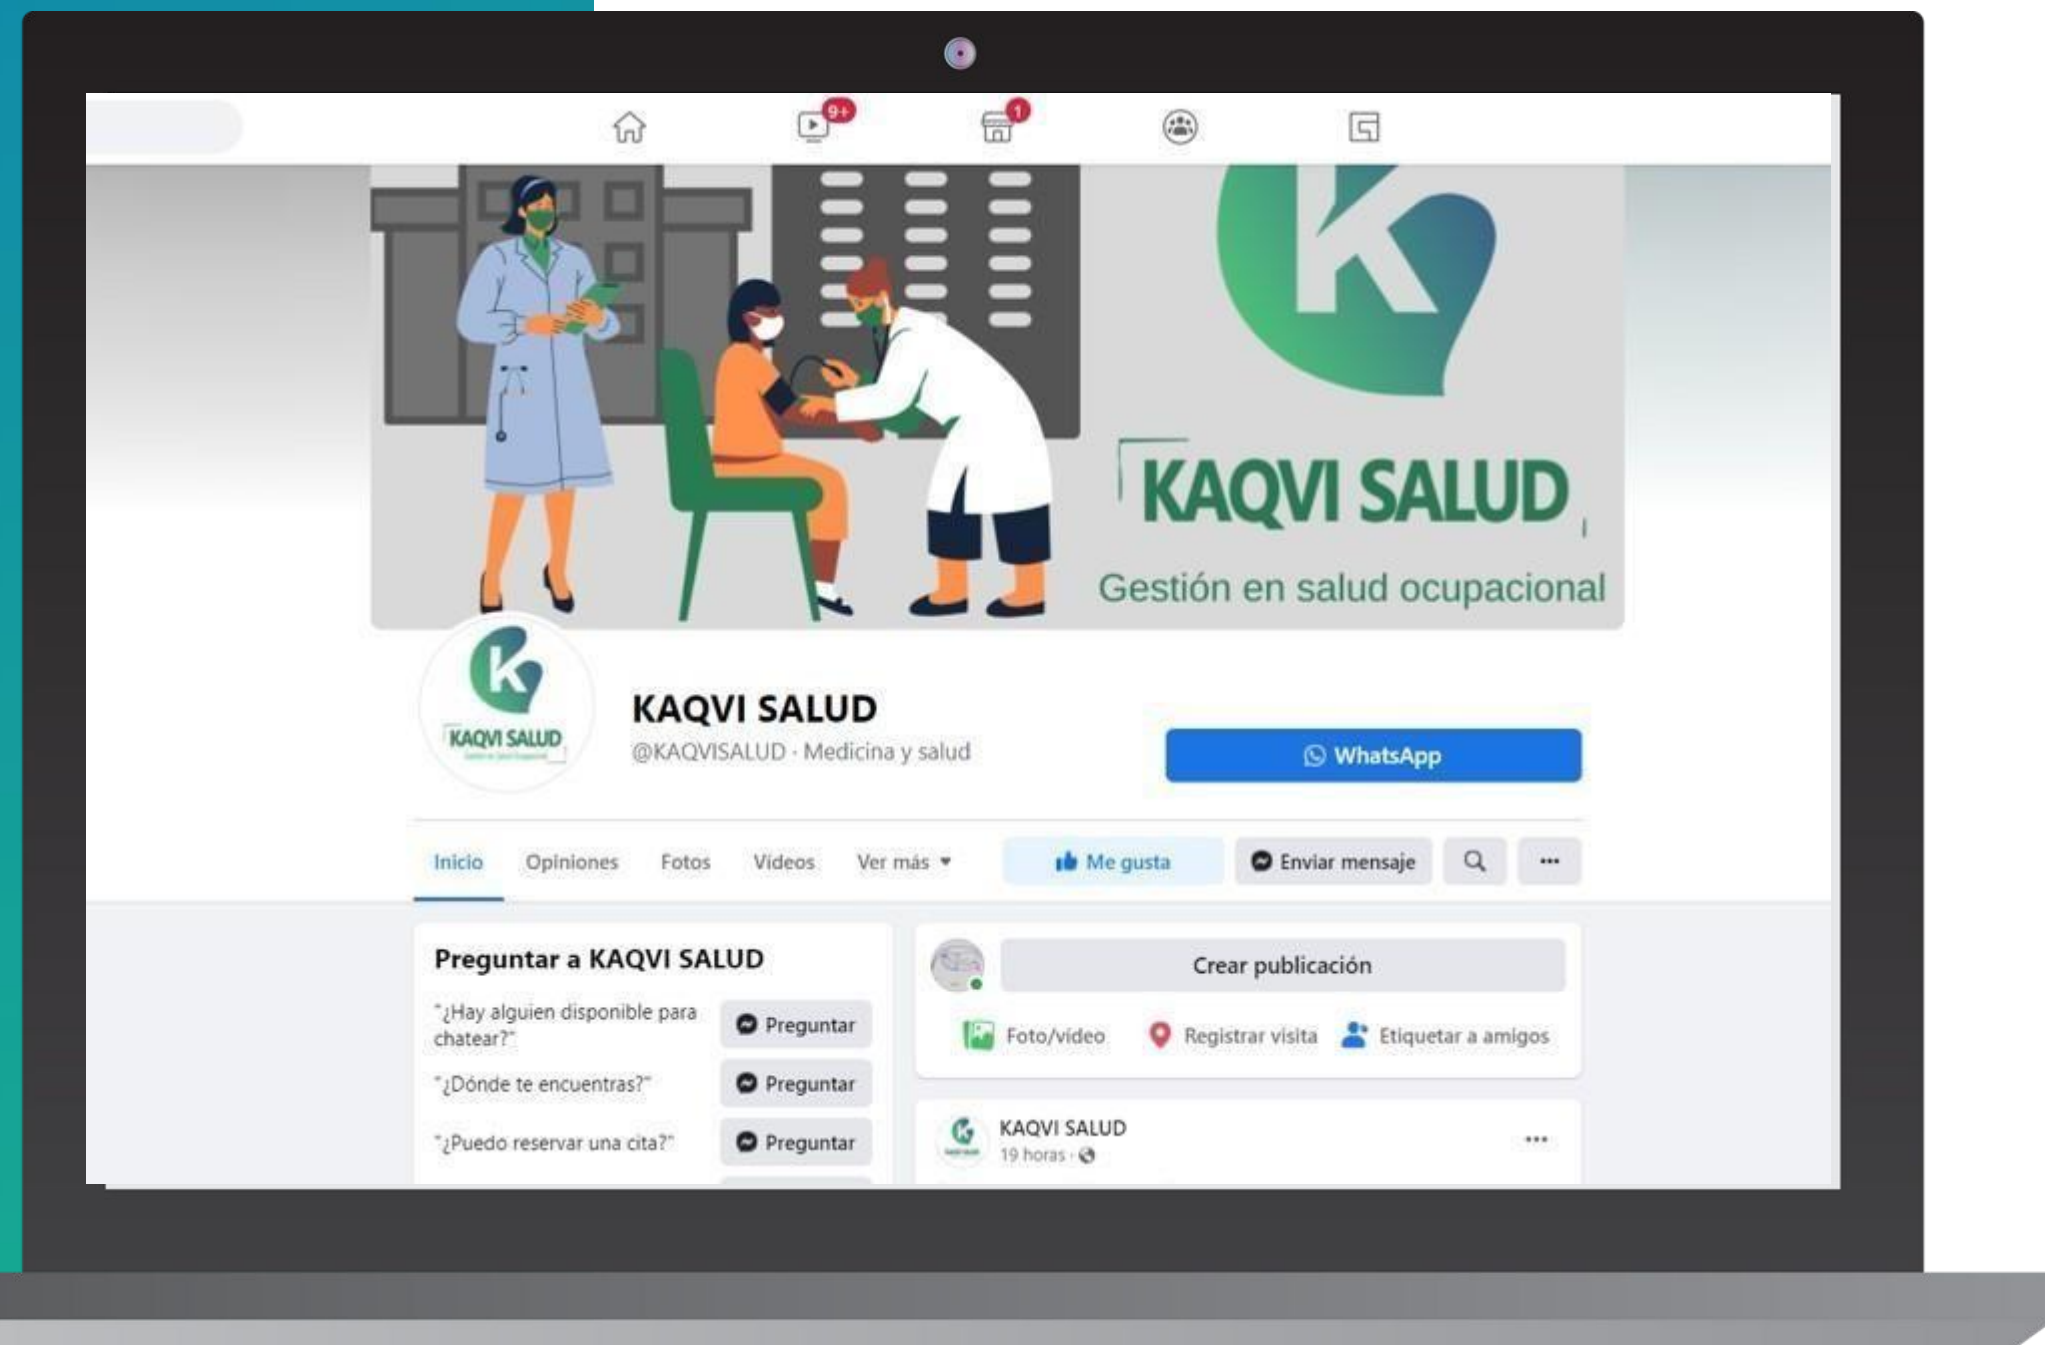 9+
1
K
KAQVI SALUD
Gestión en salud ocupacional
K
KAQVI SALUD
KAQVI SALUD
@KAQVISALUD · Medicina y salud
WhatsApp
Inicio
Opiniones
Fotos
Vídeos
Ver más
Me gusta
Enviar mensaje
Preguntar a KAQVI SALUD
"¿Hay alguien disponible para
chatear?"
Preguntar
"¿Dónde te encuentras?"
Preguntar
"¿Puedo reservar una cita?"
Preguntar
Crear publicación
Foto/vídeo
Registrar visita
Etiquetar a amigos
K
KAQVI SALUD
19 horas ·